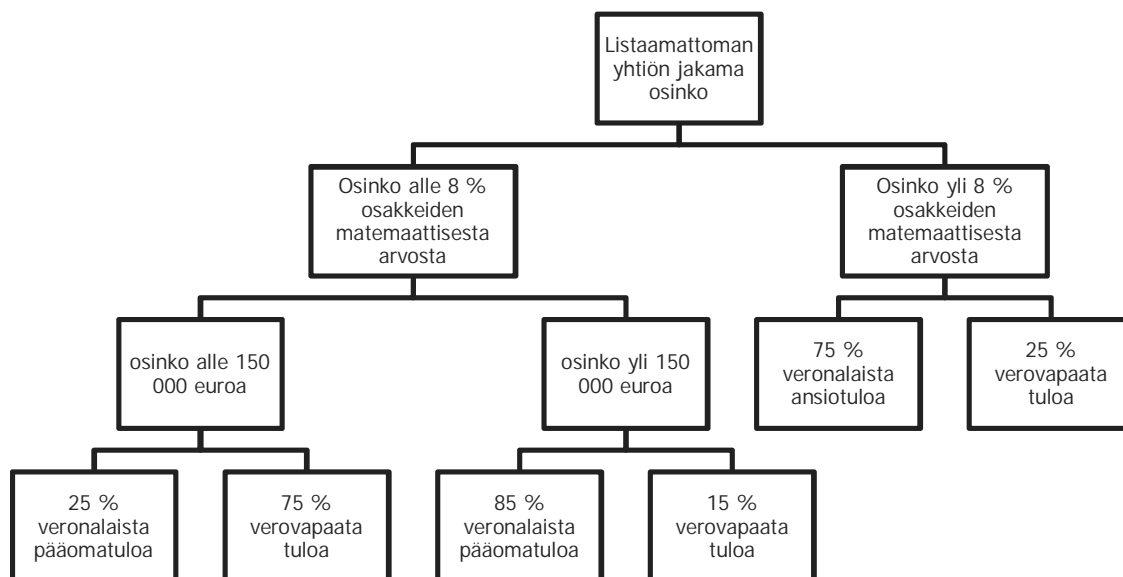 Listaamattoman
yhtiön jakama
osinko
Osinko alle 8 %
osakkeiden
matemaattisesta
arvosta
Osinko yli 8 %
osakkeiden
matemaattisesta
arvosta
osinko alle 150
000 euroa
osinko yli 150
000 euroa
75 %
veronalaista
ansiotuloa
25 %
verovapaata
tuloa
25 %
veronalaista
pääomatuloa
75 %
verovapaata
tuloa
85 %
veronalaista
pääomatuloa
15 %
verovapaata
tuloa